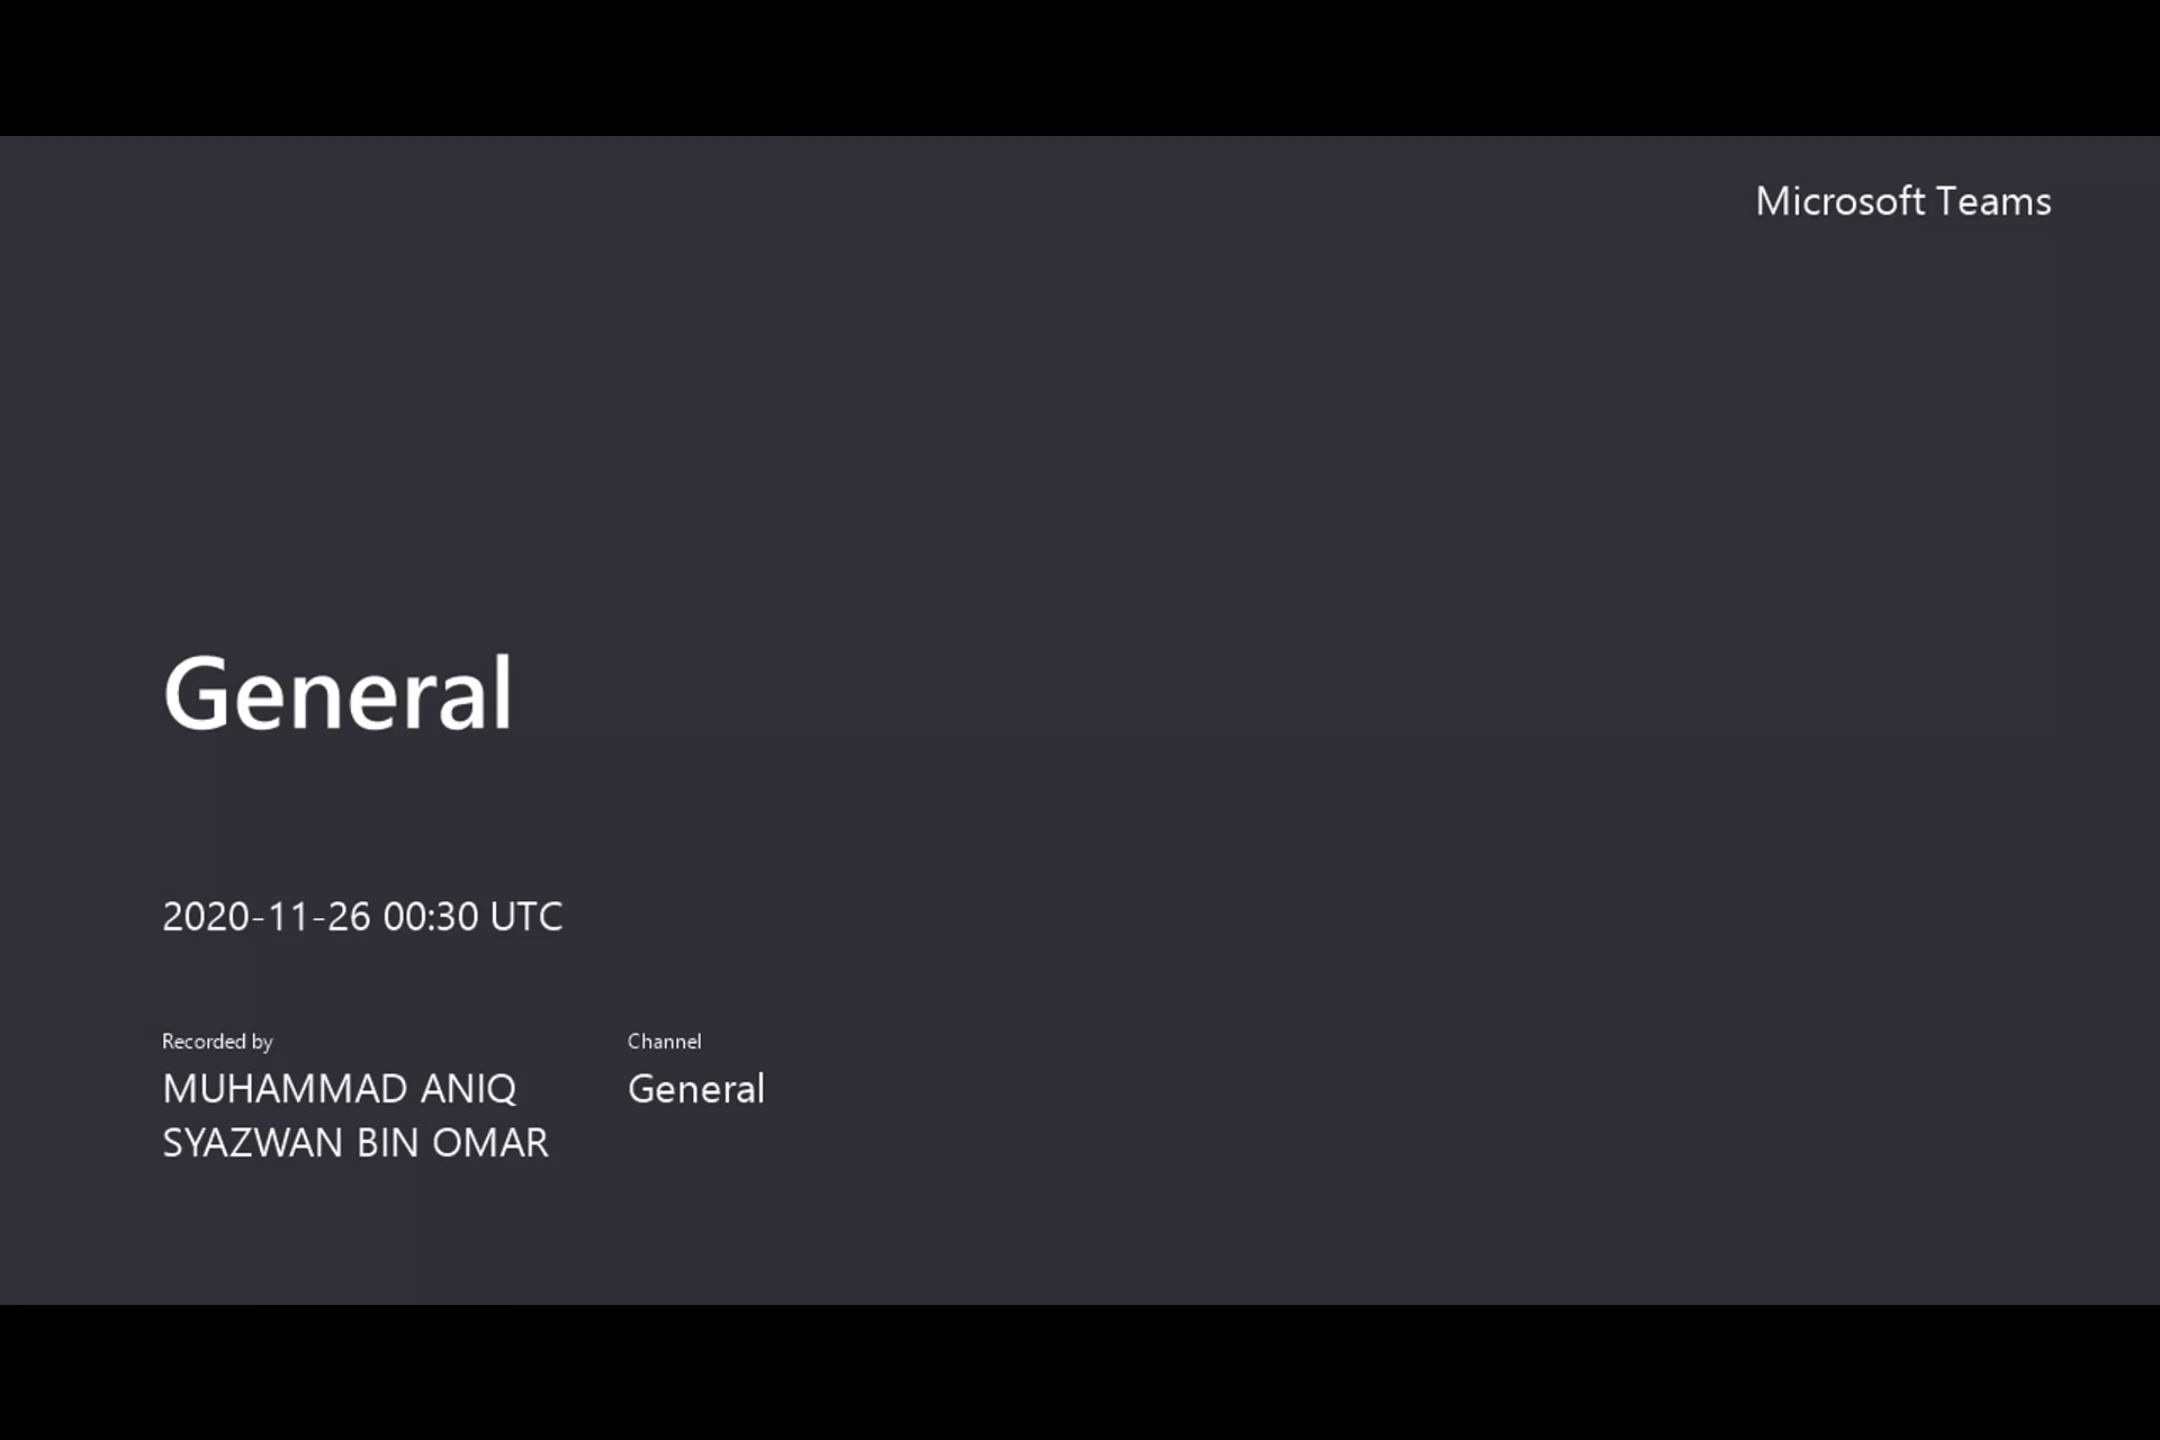 Microsoft Teams
General
2020-11-26 00:30 UTC
Recorded by
MUHAMMAD ANIQ
SYAZWAN BIN OMAR
Channel
General